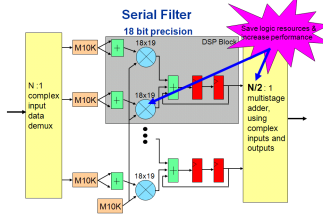 Serial Filter
18 bit precision
Save logic resources &
increase performance
DSP Block
18x19
M10K
+
N :1
complex
input
data
demux
18x19
M10K
+
+
N/2 : 1
multistage
adder,
using
complex
inputs and
outputs
18x19
M10K
+
+
M10K